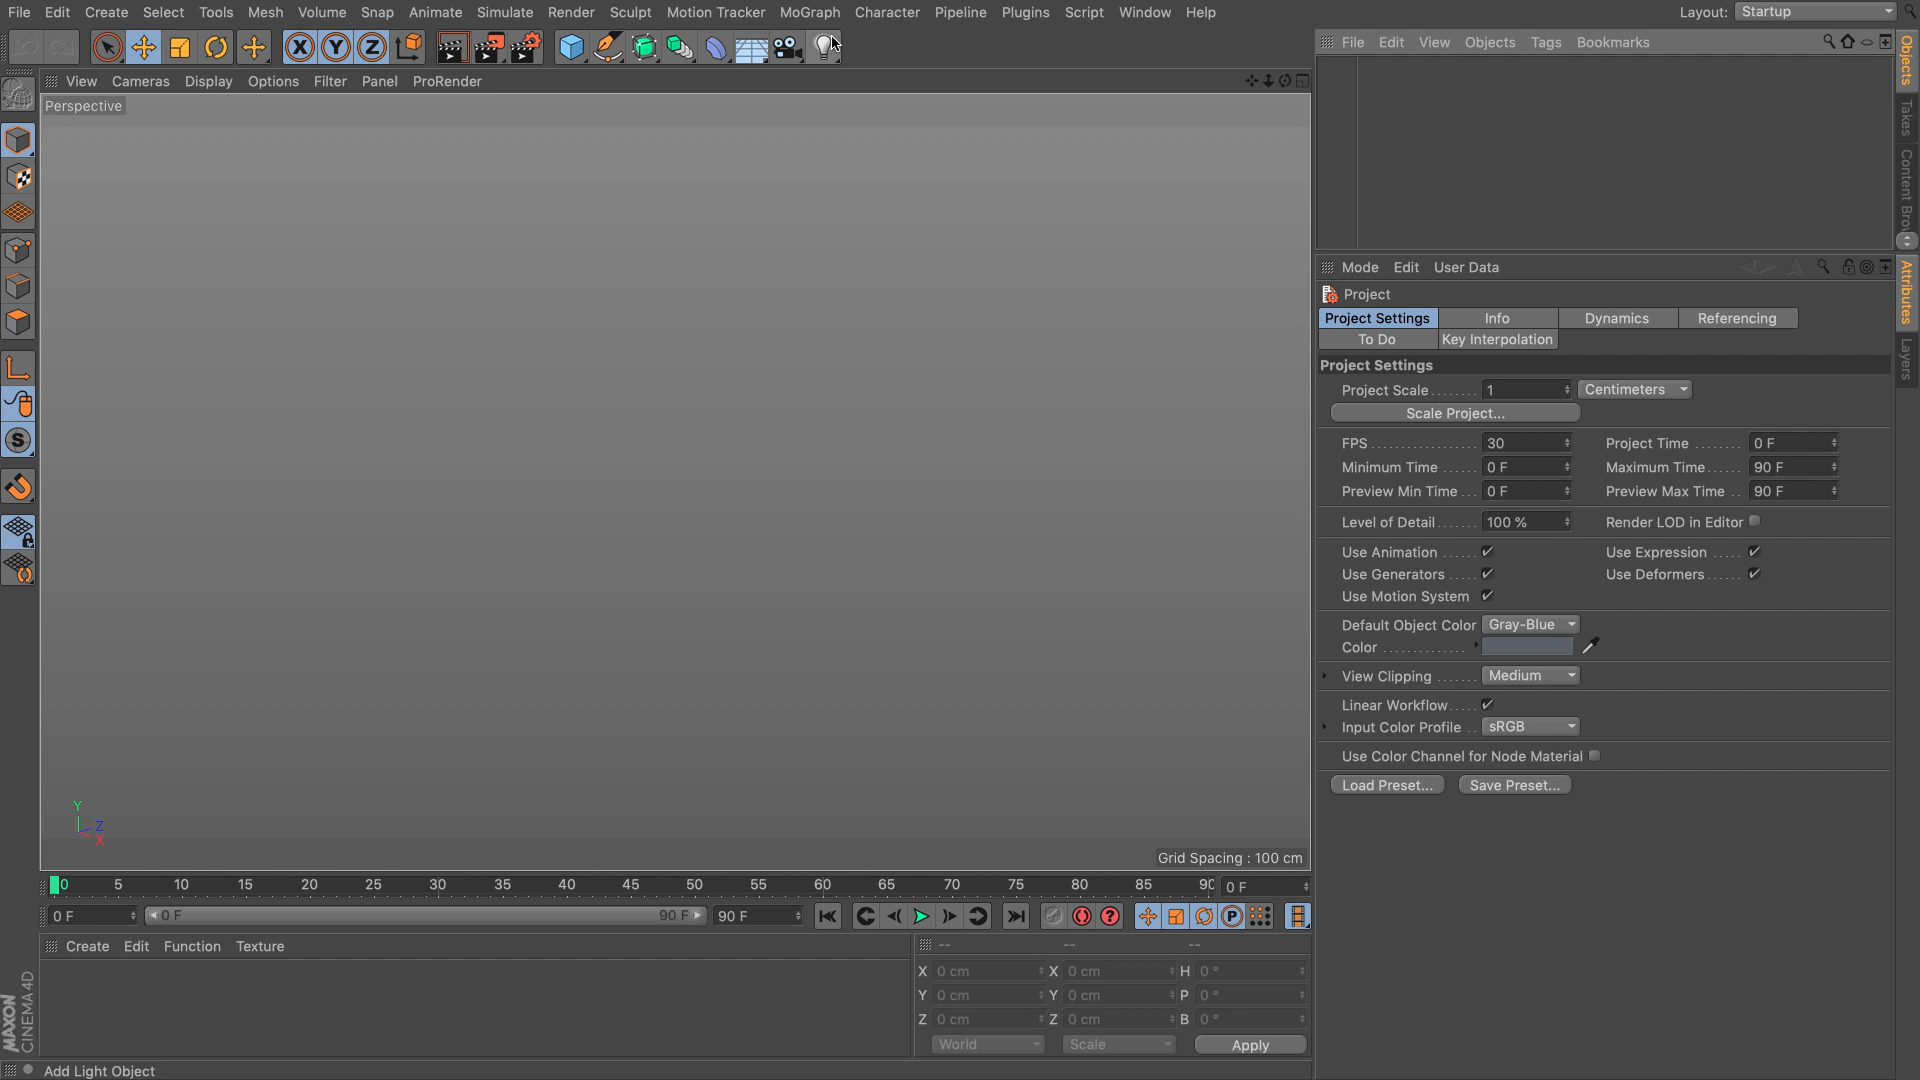 File Edit Create Select Tools Mesh Volume Snap Animate Simulate Render Sculpt Motion Tracker MoGraph Character Pipeline Plugins Script Window Help Layout: Startup
X Y Z
File Edit View Objects Tags Bookmarks
Objects
Takes
Content Brow
View Cameras Display Options Filter Panel ProRender
Perspective
Y
Z
X
Grid Spacing : 100 cm
Mode Edit User Data
Attributes
Layers
Project
Project Settings Info Dynamics Referencing
To Do Key Interpolation
Project Settings
Project Scale 1 Centimeters
Scale Project...
FPS 30 Project Time 0 F
Minimum Time 0 F Maximum Time 90 F
Preview Min Time 0 F Preview Max Time 90 F
Level of Detail 100 % Render LOD in Editor
Use Animation Use Expression
Use Generators Use Deformers
Use Motion System
Default Object Color Gray-Blue
Color
View Clipping Medium
Linear Workflow
Input Color Profile sRGB
Use Color Channel for Node Material
Load Preset... Save Preset...
S
0 5 10 15 20 25 30 35 40 45 50 55 60 65 70 75 80 85 90 0 F
0 F 0 F 90 F 90 F ? P
Create Edit Function Texture
-- -- --
X 0 cm X 0 cm H 0 °
Y 0 cm Y 0 cm P 0 °
Z 0 cm Z 0 cm B 0 °
World Scale Apply
MAXON
CINEMA 4D
Add Light Object